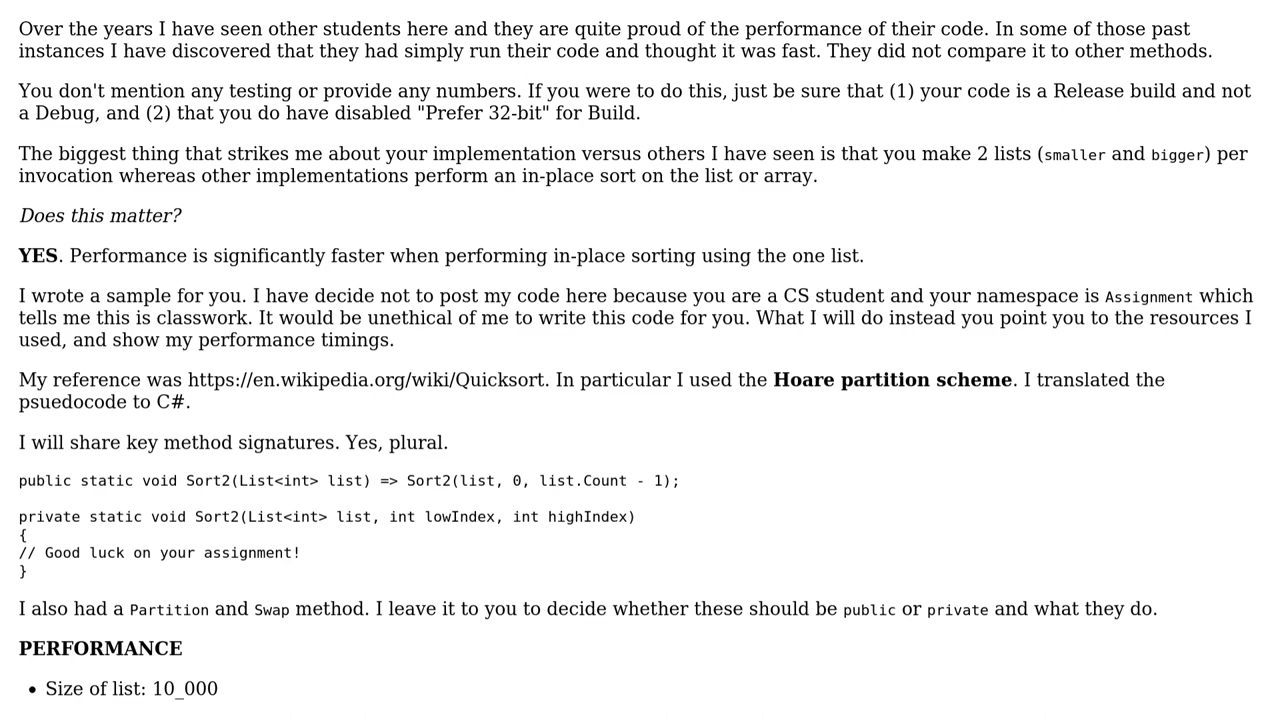 Over the years I have seen other students here and they are quite proud of the performance of their code. In some of those past
instances I have discovered that they had simply run their code and thought it was fast. They did not compare it to other methods.
You don't mention any testing or provide any numbers. If you were to do this, just be sure that (1) your code is a Release build and not
a Debug, and (2) that you do have disabled "Prefer 32-bit" for Build.
The biggest thing that strikes me about your implementation versus others I have seen is that you make 2 lists (smaller and bigger) per
invocation whereas other implementations perform an in-place sort on the list or array.
Does this matter?
YES. Performance is significantly faster when performing in-place sorting using the one list.
I wrote a sample for you. I have decide not to post my code here because you are a CS student and your namespace is Assignment which
tells me this is classwork. It would be unethical of me to write this code for you. What I will do instead you point you to the resources I
used, and show my performance timings.
My reference was https://en.wikipedia.org/wiki/Quicksort. In particular I used the Hoare partition scheme. I translated the
psuedocode to C#.
I will share key method signatures. Yes, plural.
public static void Sort2(List<int> list) => Sort2(list, 0, list.Count - 1);
private static void Sort2(List<int> list, int lowIndex, int highIndex)
{
// Good luck on your assignment!
}
I also had a Partition and Swap method. I leave it to you to decide whether these should be public or private and what they do.
PERFORMANCE
• Size of list: 10_000